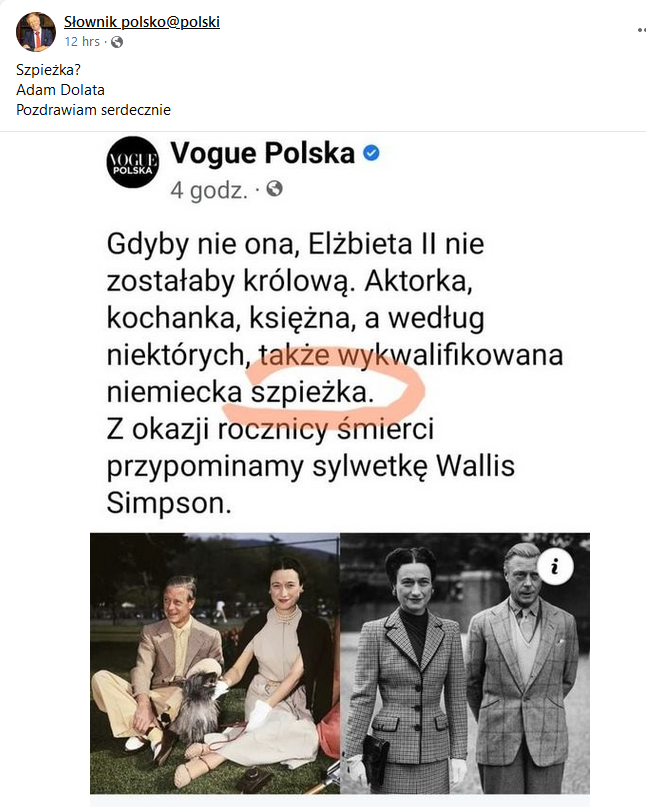 Słownik polsko@polski
12 hrs ·
Szpieżka?
Adam Dolata
Pozdrawiam serdecznie
VOGUE
POLSKA
Vogue Polska
4 godz. ·
Gdyby nie ona, Elżbieta II nie
zostałaby królową. Aktorka,
kochanka, księżna, a według
niektórych, także wykwalifikowana
niemiecka szpieżka.
Z okazji rocznicy śmierci
przypominamy sylwetkę Wallis
Simpson.
i